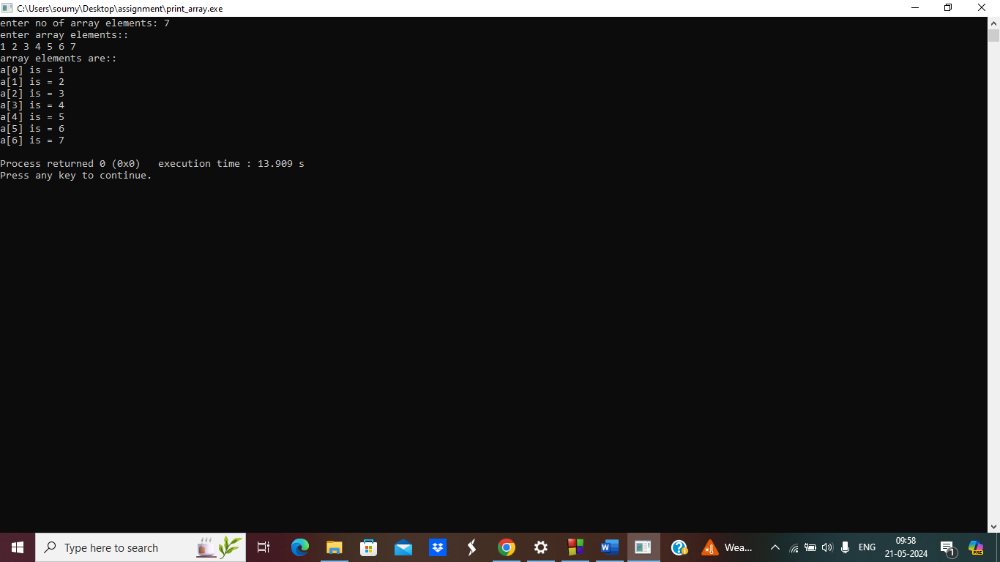 C:\Users\soumy\Desktop\assignment\print_array.exe
enter no of array elements: 7
enter array elements::
1 2 3 4 5 6 7
array elements are::
a[0] is = 1
a[1] is = 2
a[2] is = 3
a[3] is = 4
a[4] is = 5
a[5] is = 6
a[6] is = 7
Process returned 0 (0x0)   execution time : 13.909 s
Press any key to continue.
Type here to search
Wea...
ENG
09:58
21-05-2024
1
PRE